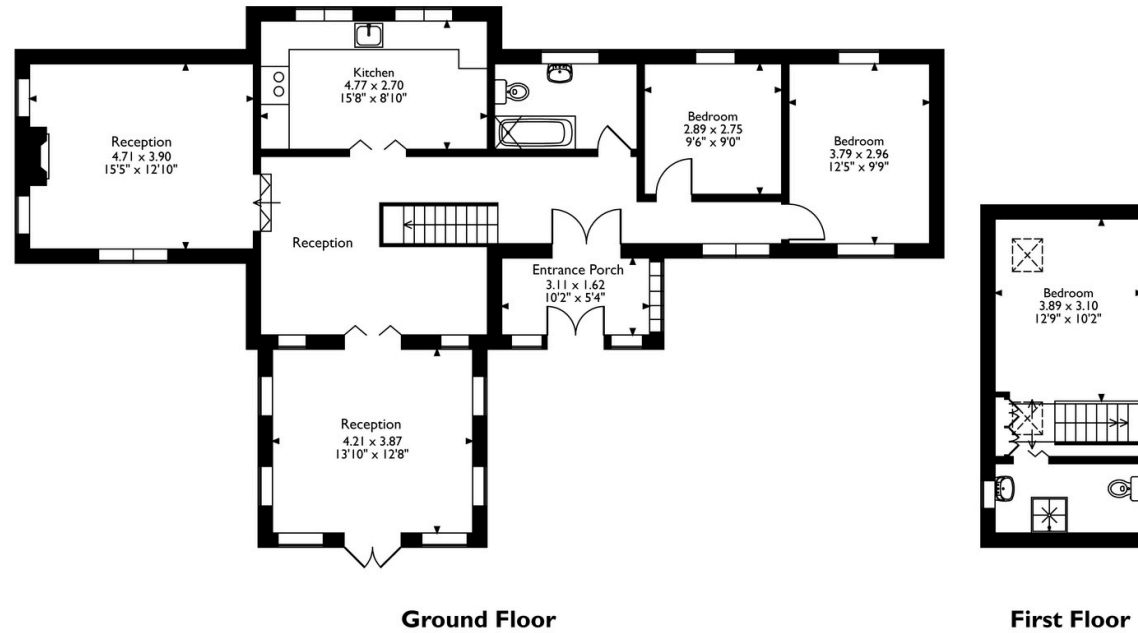 Kitchen
4.77 x 2.70
15'8" x 8'10"
Reception
4.71 x 3.90
15'5" x 12'10"
Bedroom
2.89 x 2.75
9'6" x 9'0"
Bedroom
3.79 x 2.96
12'5" x 9'9"
Reception
Entrance Porch
3.11 x 1.62
10'2" x 5'4"
Reception
4.21 x 3.87
13'10" x 12'8"
Bedroom
3.89 x 3.10
12'9" x 10'2"
Ground Floor
First Floor